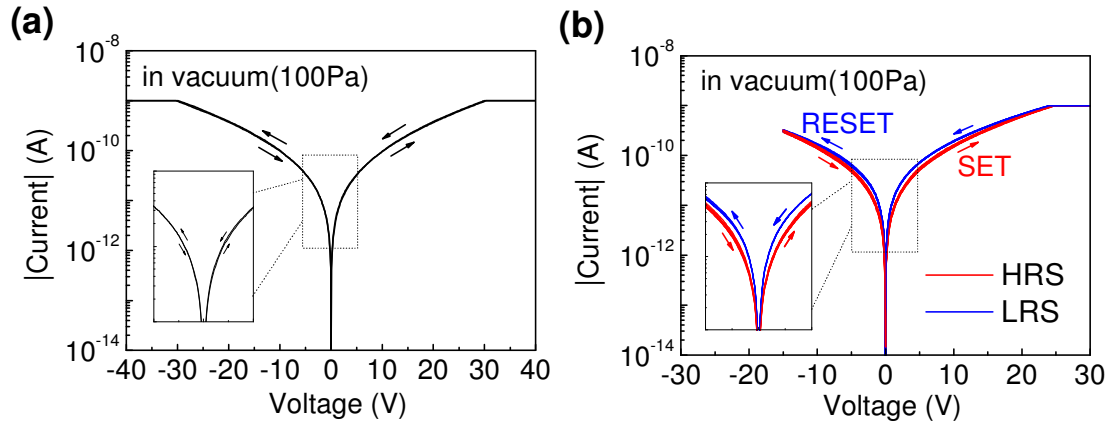 (a)
in vacuum(100Pa)
|Current| (A)
10⁻⁸
10⁻¹⁰
10⁻¹²
10⁻¹⁴
-40 -30 -20 -10 0 10 20 30 40
Voltage (V)
(b)
in vacuum(100Pa)
RESET
SET
HRS
LRS
|Current| (A)
10⁻⁸
10⁻¹⁰
10⁻¹²
10⁻¹⁴
-30 -20 -10 0 10 20 30
Voltage (V)